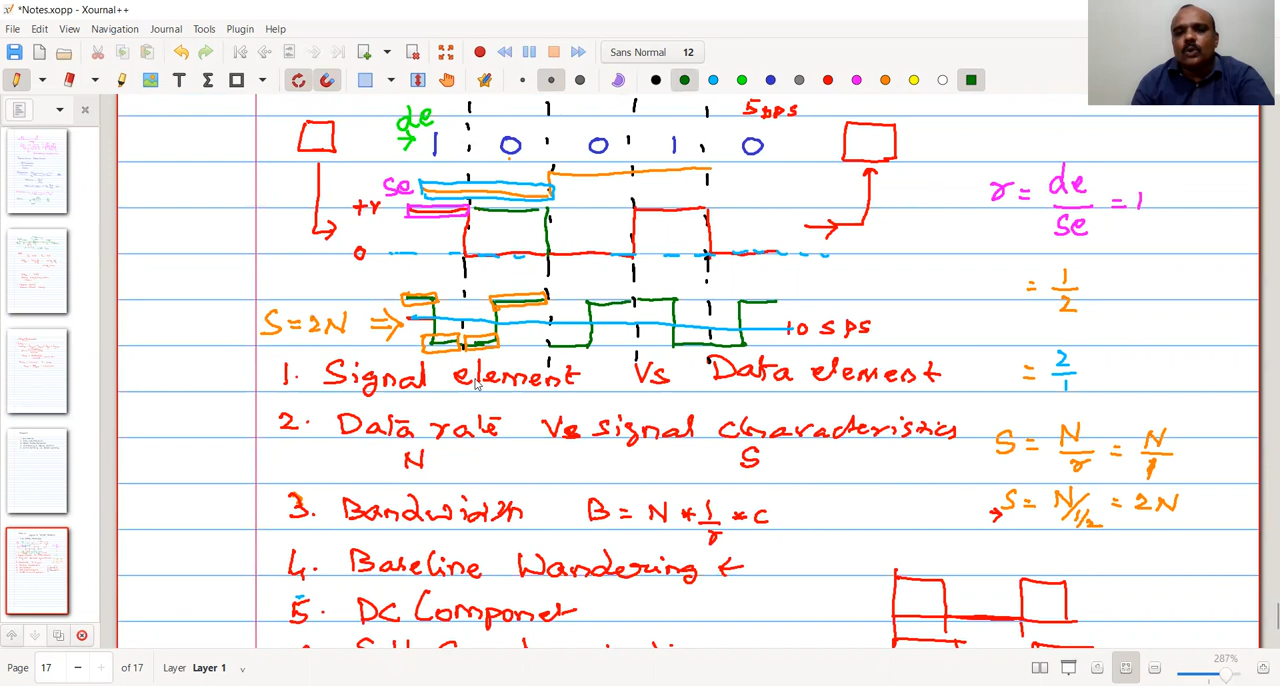 *Notes.xopp - Xournal++
File Edit View Navigation Journal Tools Plugin Help
Sans Normal 12
5 bps
de
→ 1 0 0 1 0
se
+V
0
r = de/se = 1
= 1/2
= 2/1
S = 2N ⇒
10 sps
1. Signal element Vs Data element
2. Data rate Vs signal characteristics
N S
S = N/r = N/1
→ S = N/1/2 = 2N
3. Bandwidth B = N * 1/r * C
4. Baseline Wandering ←
5. DC Componet
Page 17 − + of 17 Layer Layer 1
287%